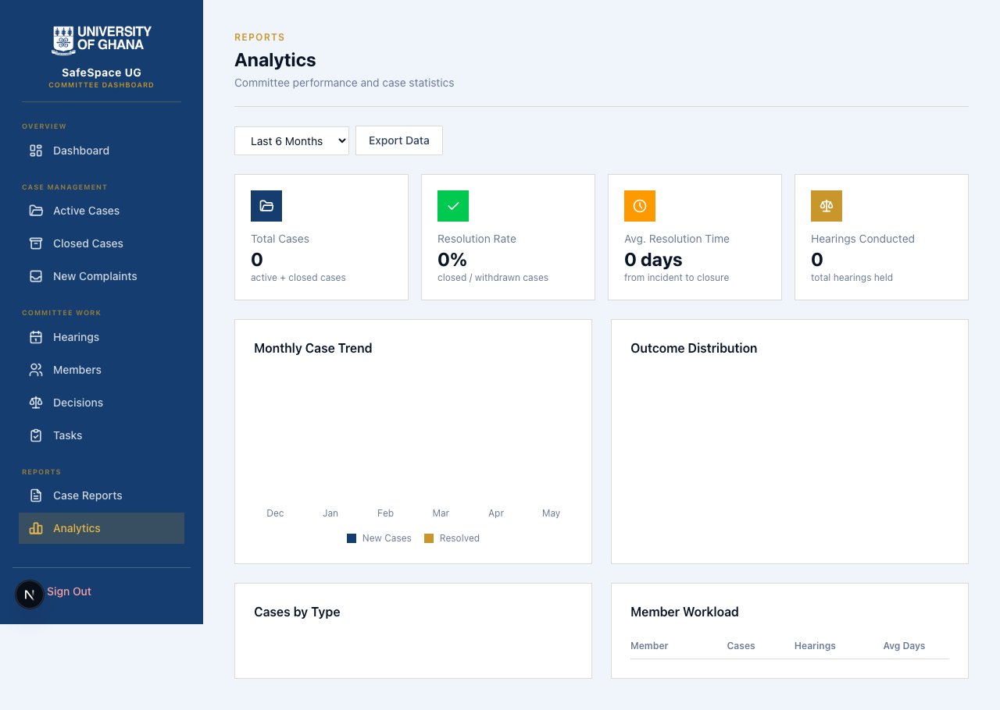 UNIVERSITY
OF GHANA
SafeSpace UG
COMMITTEE DASHBOARD
OVERVIEW
Dashboard
CASE MANAGEMENT
Active Cases
Closed Cases
New Complaints
COMMITTEE WORK
Hearings
Members
Decisions
Tasks
REPORTS
Case Reports
Analytics
N
Sign Out
REPORTS
Analytics
Committee performance and case statistics
Last 6 Months
Export Data
Total Cases
0
active + closed cases
Resolution Rate
0%
closed / withdrawn cases
Avg. Resolution Time
0 days
from incident to closure
Hearings Conducted
0
total hearings held
Monthly Case Trend
Dec Jan Feb Mar Apr May
New Cases Resolved
Outcome Distribution
Cases by Type
Member Workload
Member Cases Hearings Avg Days